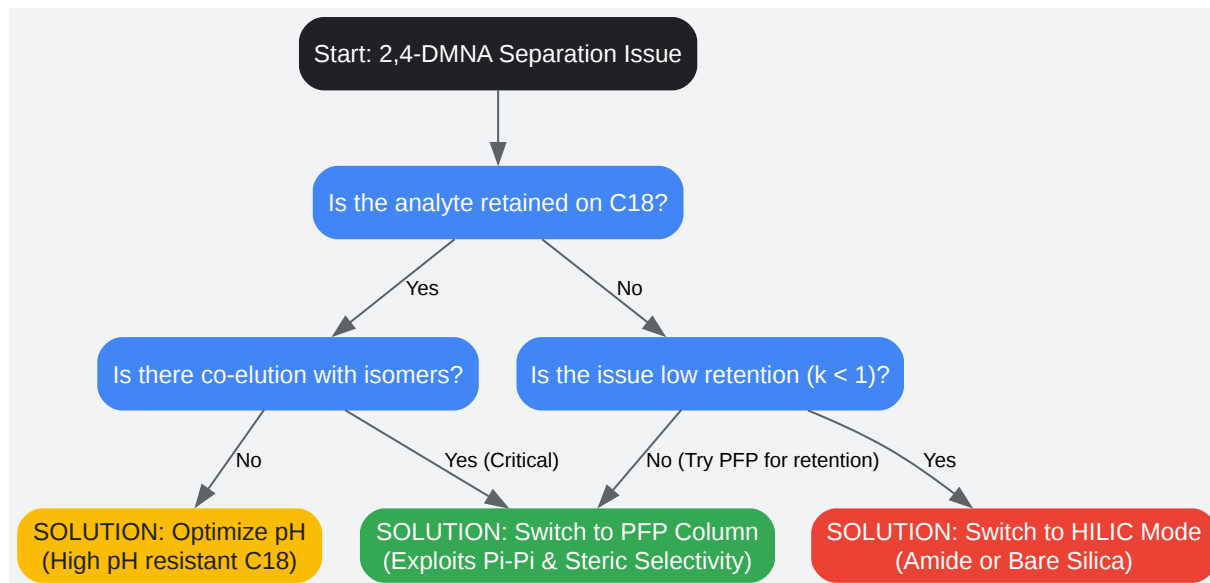 Start: 2,4-DMNA Separation Issue
Is the analyte retained on C18?
Yes
No
Is there co-elution with isomers?
Is the issue low retention (k < 1)?
No
Yes (Critical)
No (Try PFP for retention)
Yes
SOLUTION: Optimize pH
(High pH resistant C18)
SOLUTION: Switch to PFP Column
(Exploits Pi-Pi & Steric Selectivity)
SOLUTION: Switch to HILIC Mode
(Amide or Bare Silica)